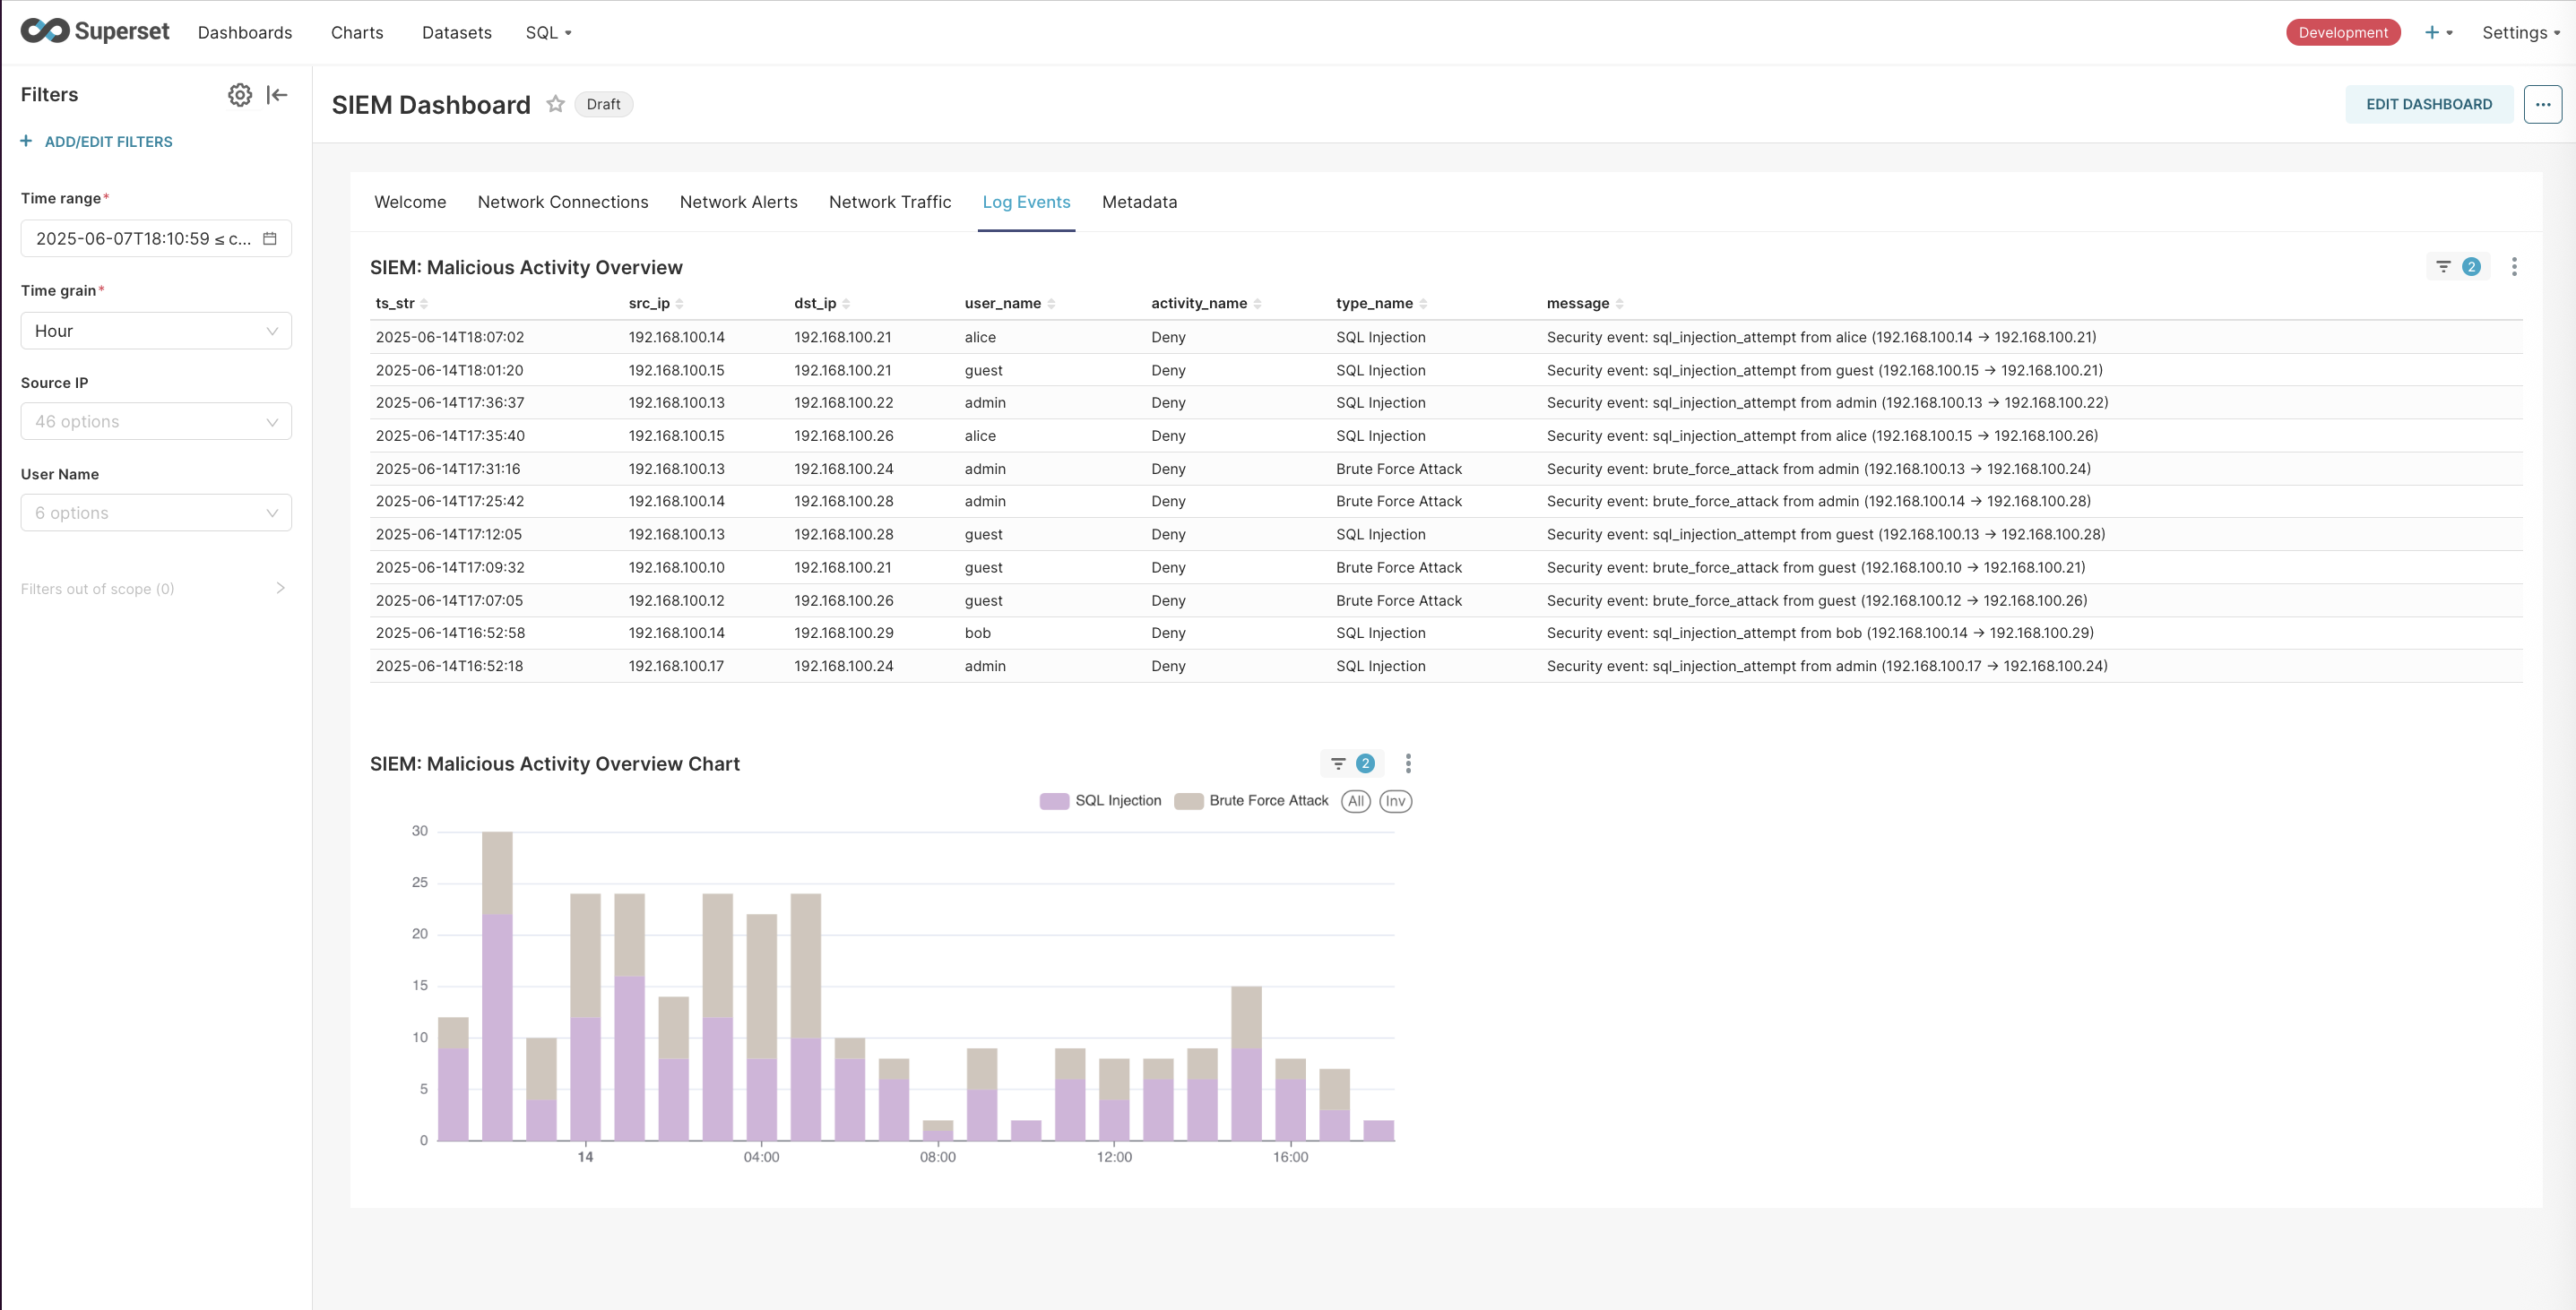 Superset Dashboards Charts Datasets SQL Development + Settings
Filters
+ ADD/EDIT FILTERS
Time range*
2025-06-07T18:10:59 ≤ c...
Time grain*
Hour
Source IP
46 options
User Name
6 options
Filters out of scope (0)
SIEM Dashboard Draft EDIT DASHBOARD ...
Welcome Network Connections Network Alerts Network Traffic Log Events Metadata
SIEM: Malicious Activity Overview 2
ts_str src_ip dst_ip user_name activity_name type_name message
2025-06-14T18:07:02 192.168.100.14 192.168.100.21 alice Deny SQL Injection Security event: sql_injection_attempt from alice (192.168.100.14 → 192.168.100.21)
2025-06-14T18:01:20 192.168.100.15 192.168.100.21 guest Deny SQL Injection Security event: sql_injection_attempt from guest (192.168.100.15 → 192.168.100.21)
2025-06-14T17:36:37 192.168.100.13 192.168.100.22 admin Deny SQL Injection Security event: sql_injection_attempt from admin (192.168.100.13 → 192.168.100.22)
2025-06-14T17:35:40 192.168.100.15 192.168.100.26 alice Deny SQL Injection Security event: sql_injection_attempt from alice (192.168.100.15 → 192.168.100.26)
2025-06-14T17:31:16 192.168.100.13 192.168.100.24 admin Deny Brute Force Attack Security event: brute_force_attack from admin (192.168.100.13 → 192.168.100.24)
2025-06-14T17:25:42 192.168.100.14 192.168.100.28 admin Deny Brute Force Attack Security event: brute_force_attack from admin (192.168.100.14 → 192.168.100.28)
2025-06-14T17:12:05 192.168.100.13 192.168.100.28 guest Deny SQL Injection Security event: sql_injection_attempt from guest (192.168.100.13 → 192.168.100.28)
2025-06-14T17:09:32 192.168.100.10 192.168.100.21 guest Deny Brute Force Attack Security event: brute_force_attack from guest (192.168.100.10 → 192.168.100.21)
2025-06-14T17:07:05 192.168.100.12 192.168.100.26 guest Deny Brute Force Attack Security event: brute_force_attack from guest (192.168.100.12 → 192.168.100.26)
2025-06-14T16:52:58 192.168.100.14 192.168.100.29 bob Deny SQL Injection Security event: sql_injection_attempt from bob (192.168.100.14 → 192.168.100.29)
2025-06-14T16:52:18 192.168.100.17 192.168.100.24 admin Deny SQL Injection Security event: sql_injection_attempt from admin (192.168.100.17 → 192.168.100.24)
SIEM: Malicious Activity Overview Chart 2
SQL Injection Brute Force Attack All Inv
30
25
20
15
10
5
0
14 04:00 08:00 12:00 16:00